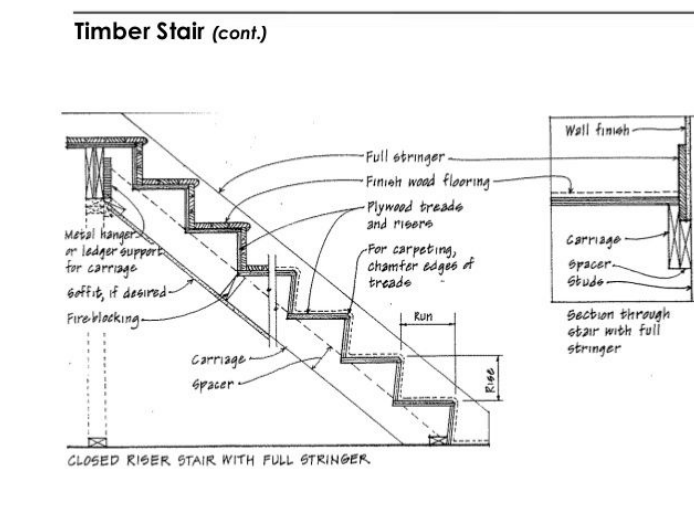 Timber Stair (cont.)
Wall finish
Full stringer
Finish wood flooring
Plywood treads
and risers
Metal hanger
or ledger support
for carriage
Carriage
For carpeting,
chamfer edges of
treads
Spacer
Studs
Soffit, if desired
Fireblocking
Run
Section through
stair with full
stringer
Carriage
Rise
Spacer
CLOSED RISER STAIR WITH FULL STRINGER